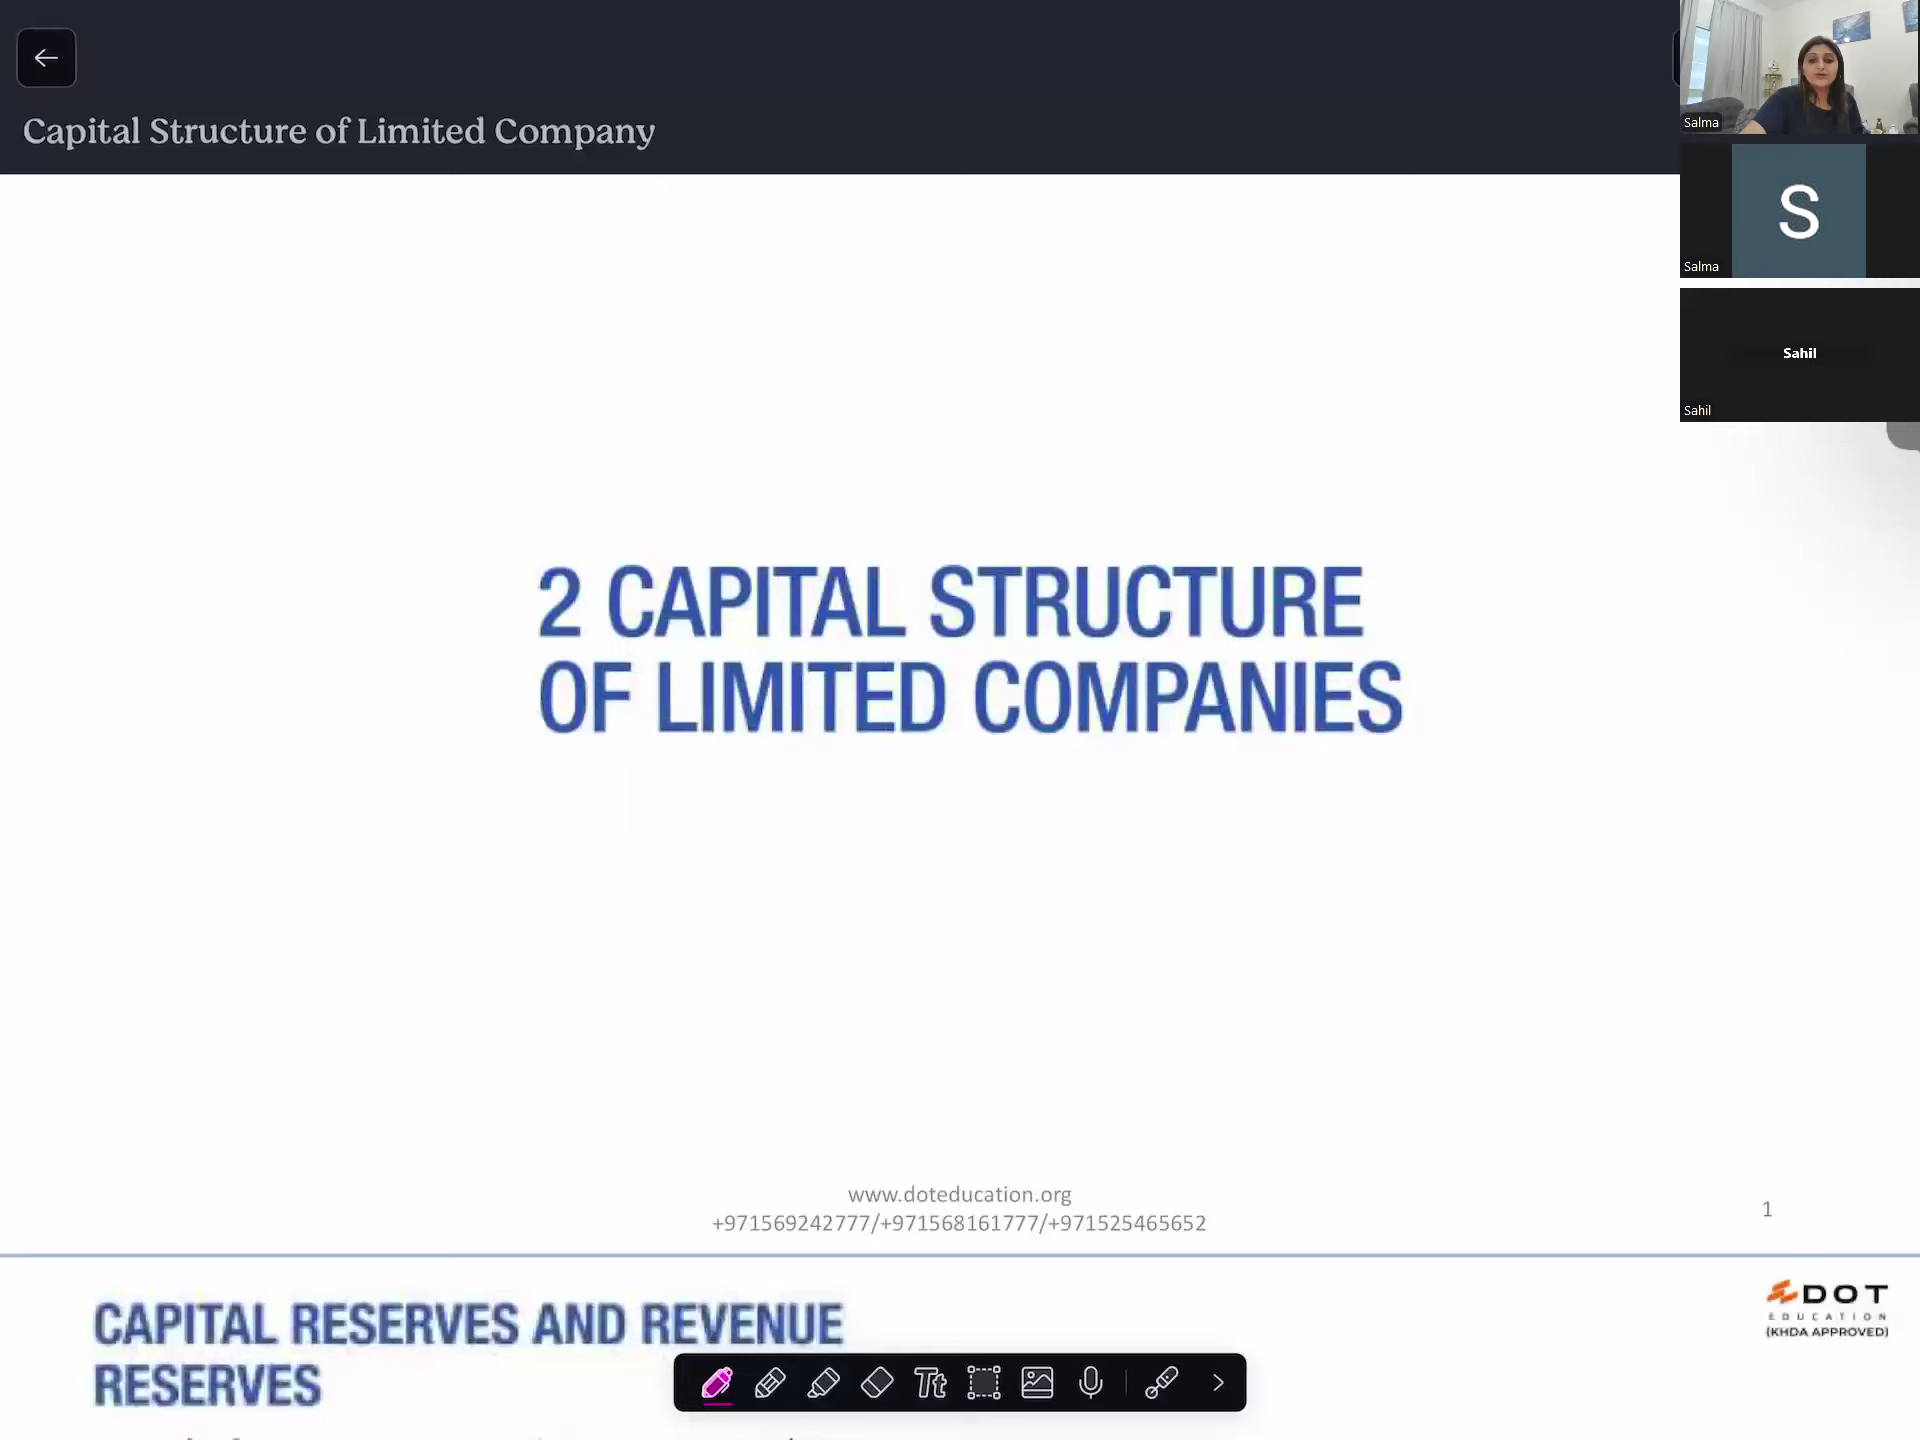 Capital Structure of Limited Company
Salma
S
Salma
Sahil
Sahil
2 CAPITAL STRUCTURE
OF LIMITED COMPANIES
www.doteducation.org
+971569242777/+971568161777/+971525465652
1
CAPITAL RESERVES AND REVENUE
RESERVES
DOT
EDUCATION
(KHDA APPROVED)
Tt